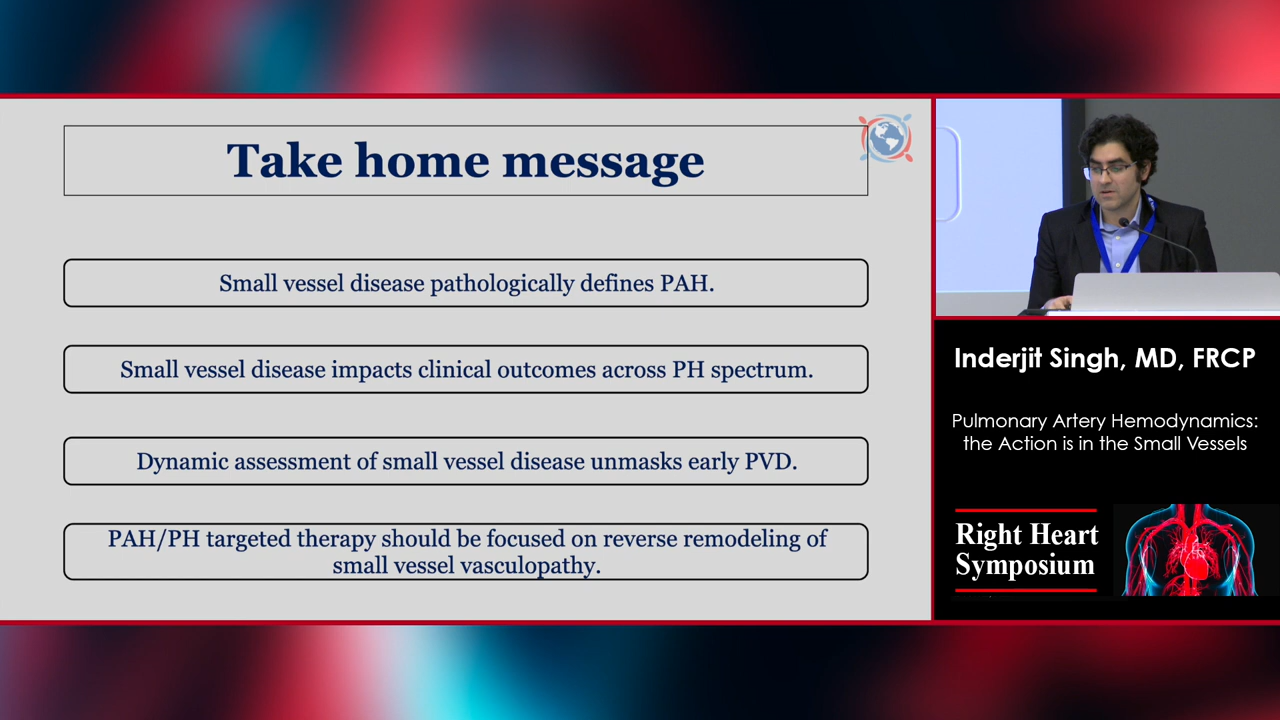 Take home message
Small vessel disease pathologically defines PAH.
Small vessel disease impacts clinical outcomes across PH spectrum.
Dynamic assessment of small vessel disease unmasks early PVD.
PAH/PH targeted therapy should be focused on reverse remodeling of
small vessel vasculopathy.
Inderjit Singh, MD, FRCP
Pulmonary Artery Hemodynamics:
the Action is in the Small Vessels
Right Heart
Symposium